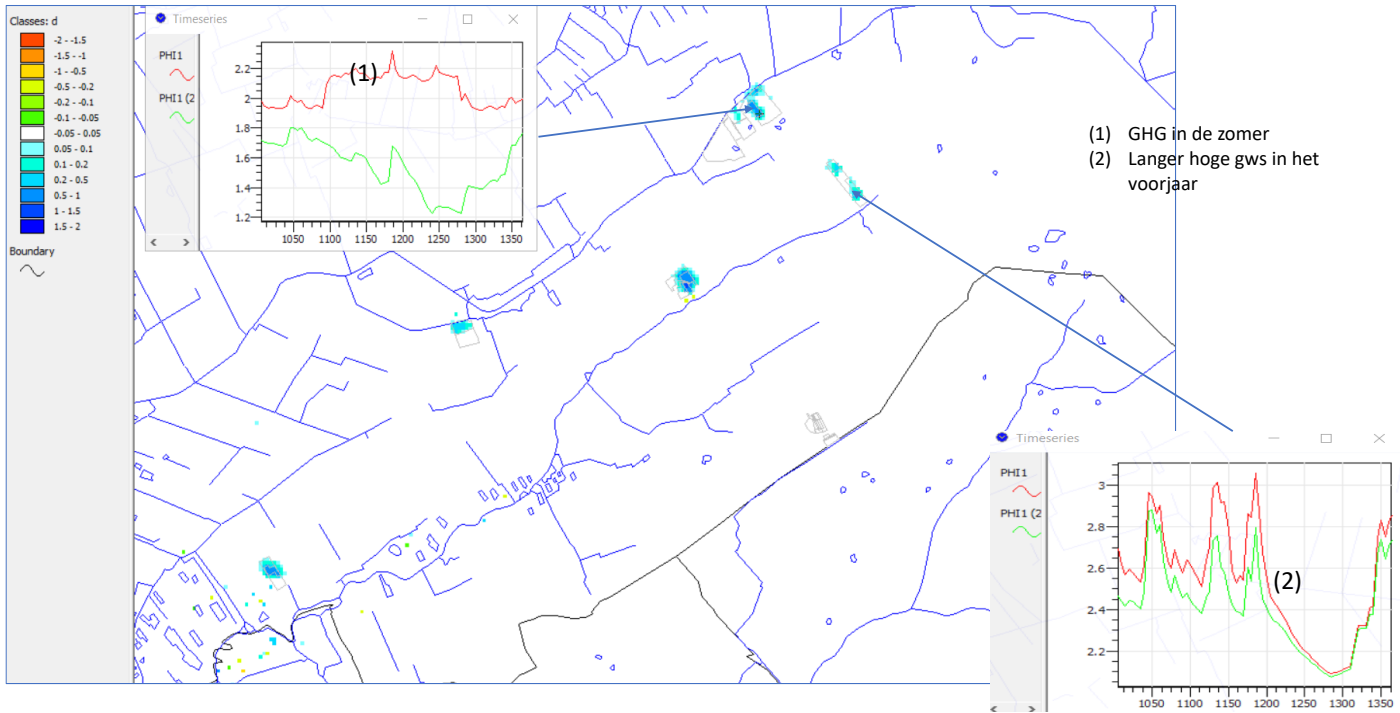 Classes: d
-2 - -1.5
-1.5 - -1
-1 - -0.5
-0.5 - -0.2
-0.2 - -0.1
-0.1 - -0.05
-0.05 - 0.05
0.05 - 0.1
0.1 - 0.2
0.2 - 0.5
0.5 - 1
1 - 1.5
1.5 - 2
Boundary
Timeseries
PHI1
PHI1 (2
2.2
2
1.8
1.6
1.4
1.2
1050 1100 1150 1200 1250 1300 1350
(1)
(1) GHG in de zomer
(2) Langer hoge gws in het
voorjaar
Timeseries
PHI1
PHI1 (2
3
2.8
2.6
2.4
2.2
1050 1100 1150 1200 1250 1300 1350
(2)